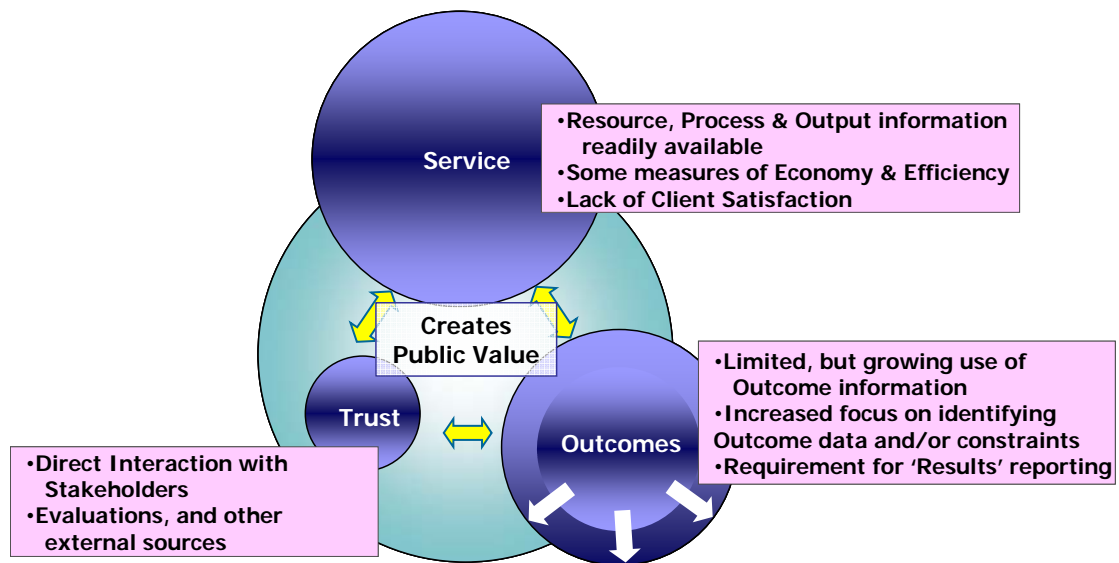 Service
•Resource, Process & Output information
readily available
•Some measures of Economy & Efficiency
•Lack of Client Satisfaction
Creates
Public Value
Trust
Outcomes
•Limited, but growing use of
Outcome information
•Increased focus on identifying
Outcome data and/or constraints
•Requirement for ‘Results’ reporting
•Direct Interaction with
Stakeholders
•Evaluations, and other
external sources